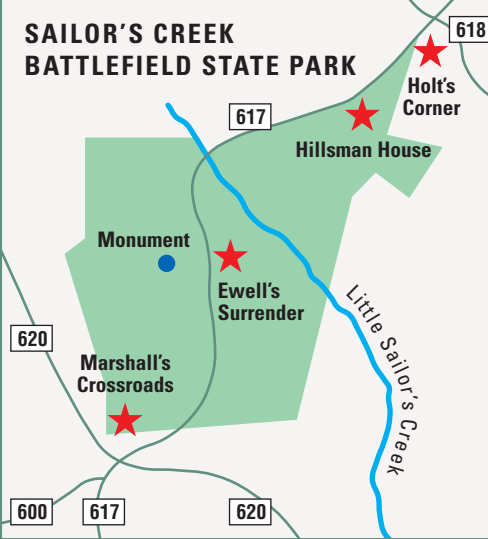 SAILOR'S CREEK
BATTLEFIELD STATE PARK
618
Holt's
Corner
617
Hillsman House
Monument
Ewell's
Surrender
Little Sailor's Creek
620
Marshall's
Crossroads
600
617
620